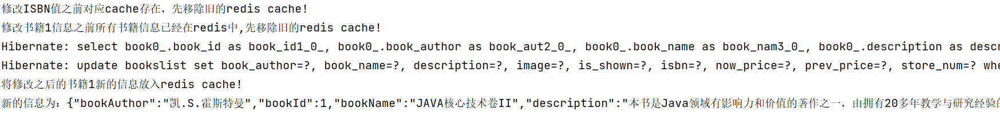 修改ISBN值之前对应cache存在，先移除旧的redis cache!
修改书籍1信息之前所有书籍信息已经在redis中,先移除旧的redis cache!
Hibernate: select book0_.book_id as book_id1_0_, book0_.book_author as book_aut2_0_, book0_.book_name as book_nam3_0_, book0_.description as descr
Hibernate: update bookslist set book_author=?, book_name=?, description=?, image=?, is_shown=?, isbn=?, now_price=?, prev_price=?, store_num=? whe
将修改之后的书籍1新的信息放入redis cache!
新的信息为：{"bookAuthor":"凯.S.霍斯特曼","bookId":1,"bookName":"JAVA核心技术卷II","description":"本书是Java领域有影响力和价值的著作之一，由拥有20多年教学与研究经验的